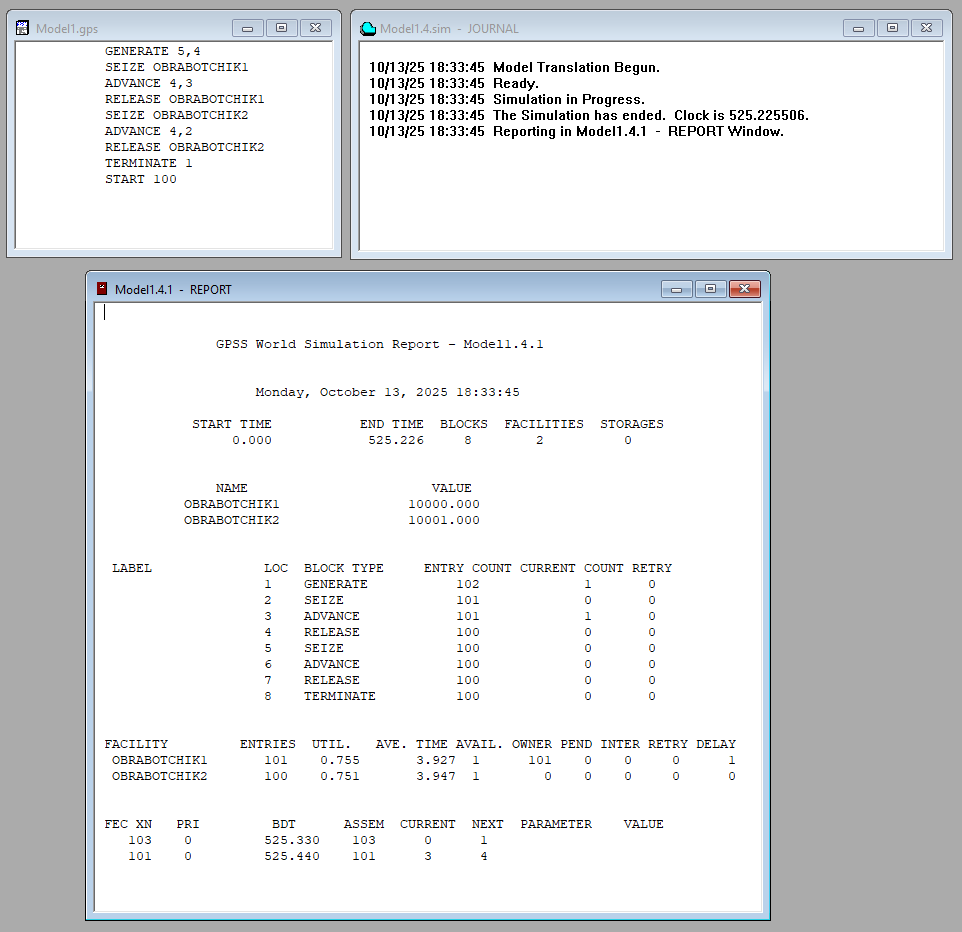 Model1.gps
GENERATE 5,4
SEIZE OBRABOTCHIK1
ADVANCE 4,3
RELEASE OBRABOTCHIK1
SEIZE OBRABOTCHIK2
ADVANCE 4,2
RELEASE OBRABOTCHIK2
TERMINATE 1
START 100
Model1.4.sim - JOURNAL
10/13/25 18:33:45 Model Translation Begun.
10/13/25 18:33:45 Ready.
10/13/25 18:33:45 Simulation in Progress.
10/13/25 18:33:45 The Simulation has ended. Clock is 525.225506.
10/13/25 18:33:45 Reporting in Model1.4.1 - REPORT Window.
Model1.4.1 - REPORT
GPSS World Simulation Report - Model1.4.1
Monday, October 13, 2025 18:33:45
START TIME END TIME BLOCKS FACILITIES STORAGES
0.000 525.226 8 2 0
NAME VALUE
OBRABOTCHIK1 10000.000
OBRABOTCHIK2 10001.000
LABEL LOC BLOCK TYPE ENTRY COUNT CURRENT COUNT RETRY
1 GENERATE 102 1 0
2 SEIZE 101 0 0
3 ADVANCE 101 1 0
4 RELEASE 100 0 0
5 SEIZE 100 0 0
6 ADVANCE 100 0 0
7 RELEASE 100 0 0
8 TERMINATE 100 0 0
FACILITY ENTRIES UTIL. AVE. TIME AVAIL. OWNER PEND INTER RETRY DELAY
OBRABOTCHIK1 101 0.755 3.927 1 101 0 0 0 1
OBRABOTCHIK2 100 0.751 3.947 1 0 0 0 0 0
FEC XN PRI BDT ASSEM CURRENT NEXT PARAMETER VALUE
103 0 525.330 103 0 1
101 0 525.440 101 3 4